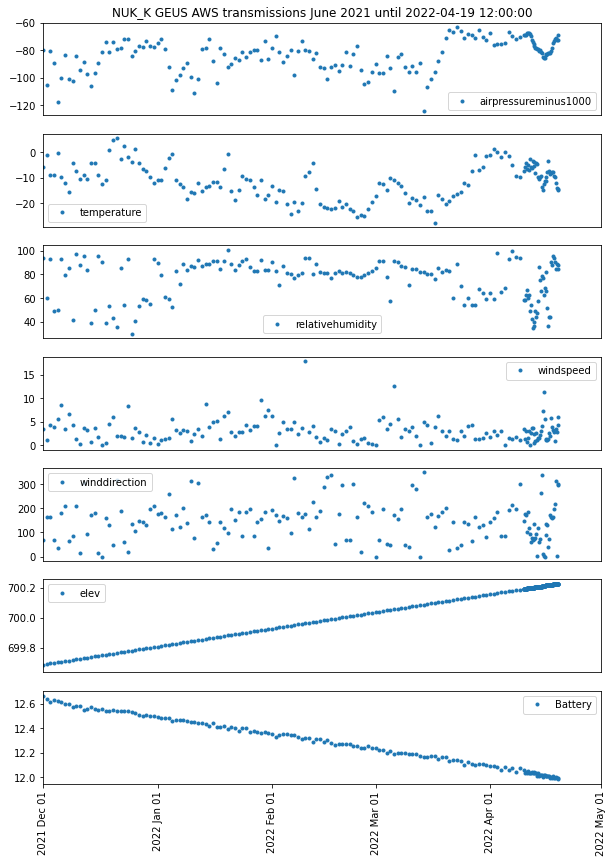 NUK_K GEUS AWS transmissions June 2021 until 2022-04-19 12:00:00
−60
−80
−100
−120
airpressureminus1000
0
−10
−20
temperature
100
80
60
40
relativehumidity
15
10
5
0
windspeed
300
200
100
0
winddirection
700.2
700.0
699.8
elev
12.6
12.4
12.2
12.0
Battery
2021 Dec 01
2022 Jan 01
2022 Feb 01
2022 Mar 01
2022 Apr 01
2022 May 01